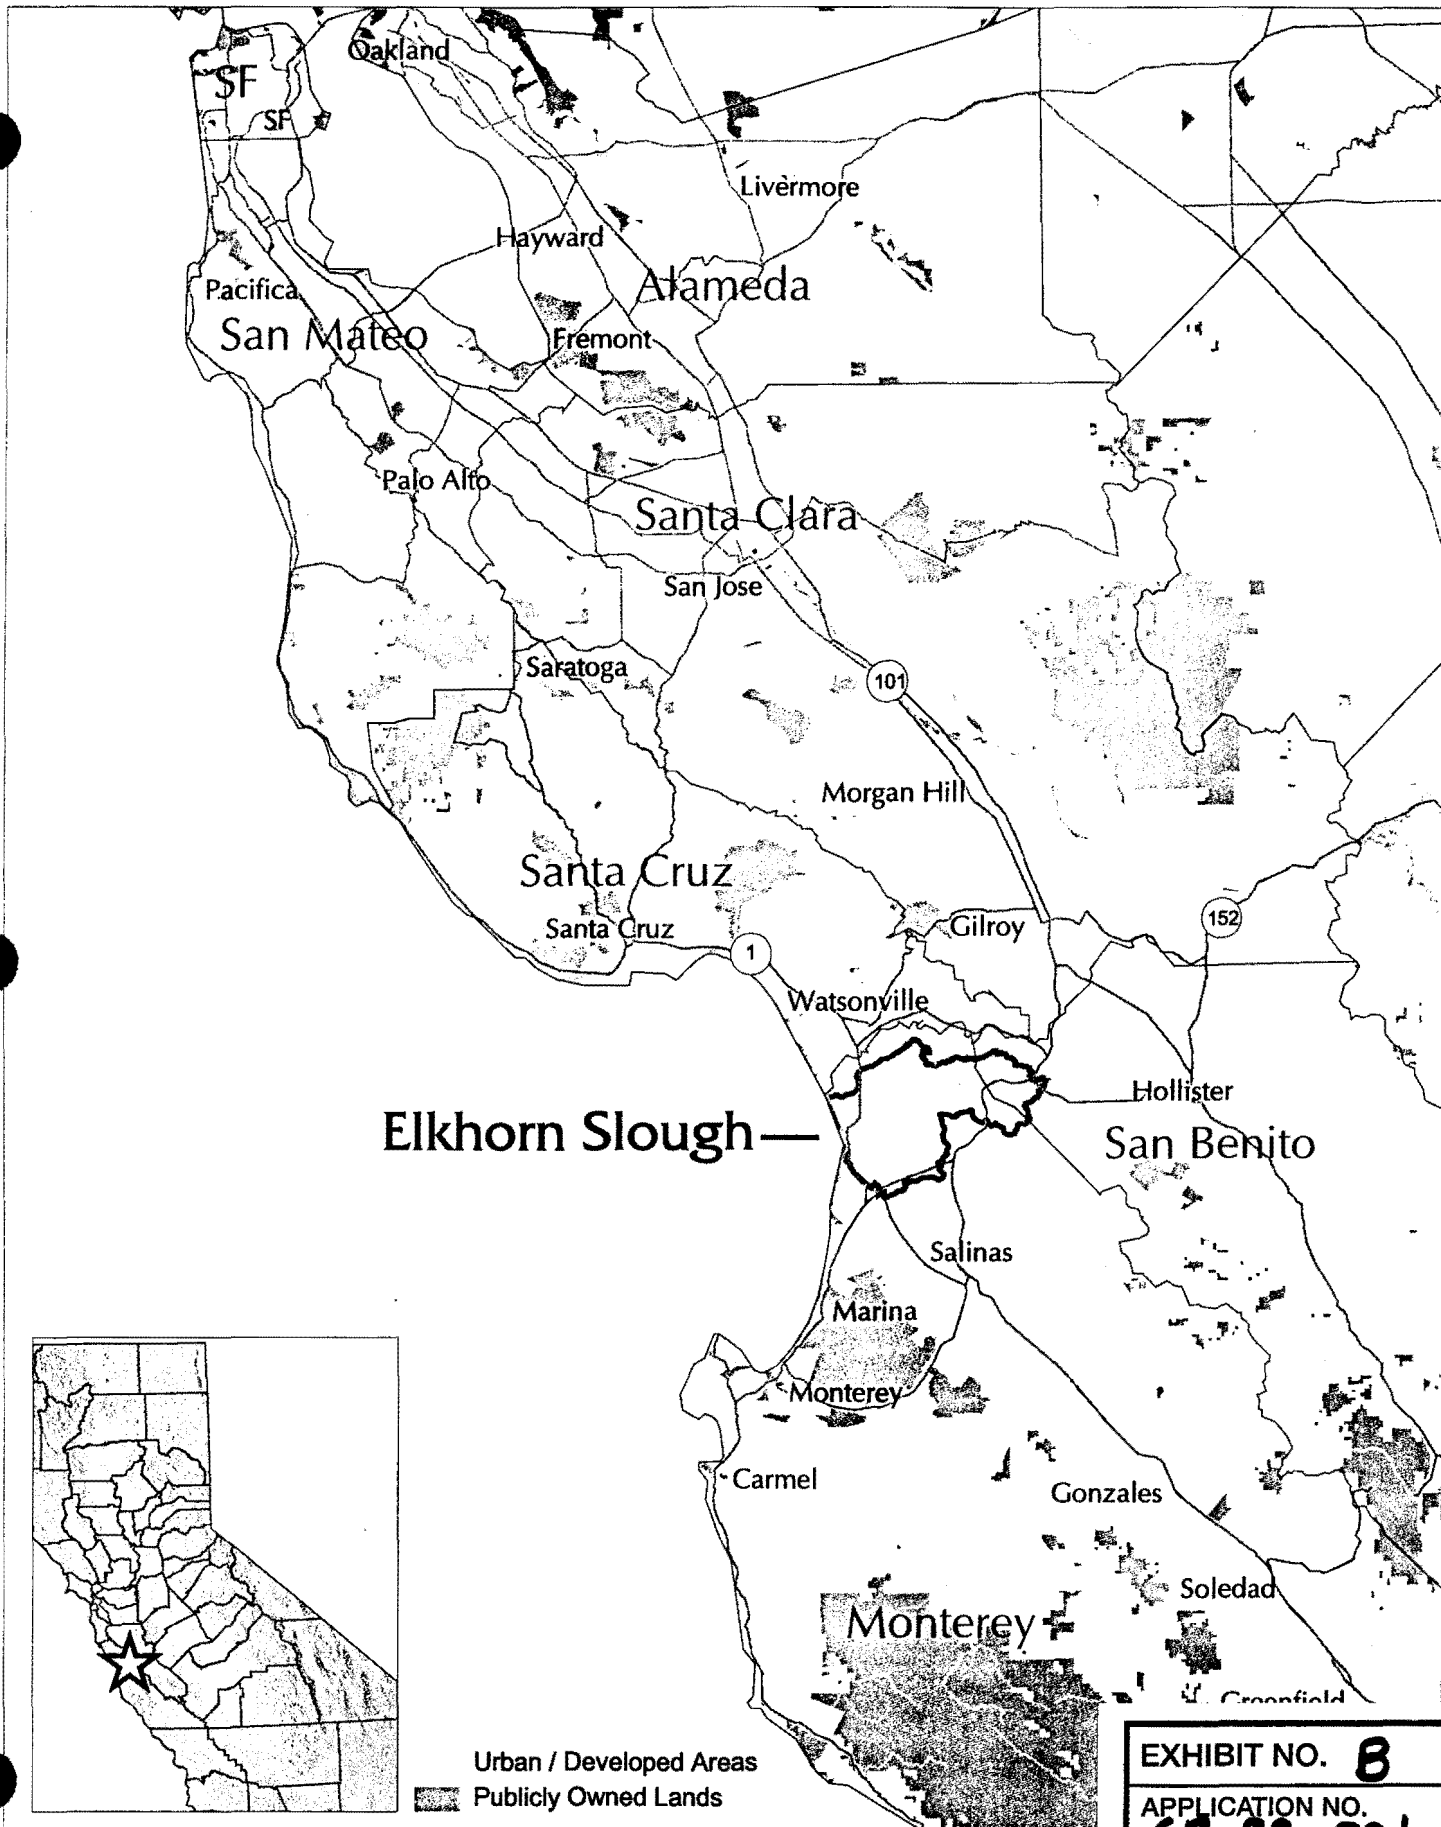 Oakland
SF
SF
Livermore
Hayward
Alameda
Pacifica
San Mateo
Fremont
Palo Alto
Santa Clara
San Jose
Saratoga
101
Morgan Hill
Santa Cruz
152
Gilroy
Santa Cruz
1
Watsonville
Hollister
Elkhorn Slough
San Benito
Salinas
Marina
Monterey
Carmel
Gonzales
Soledad
Monterey
Greenfield
Urban / Developed Areas
Publicly Owned Lands
EXHIBIT NO. B
APPLICATION NO.